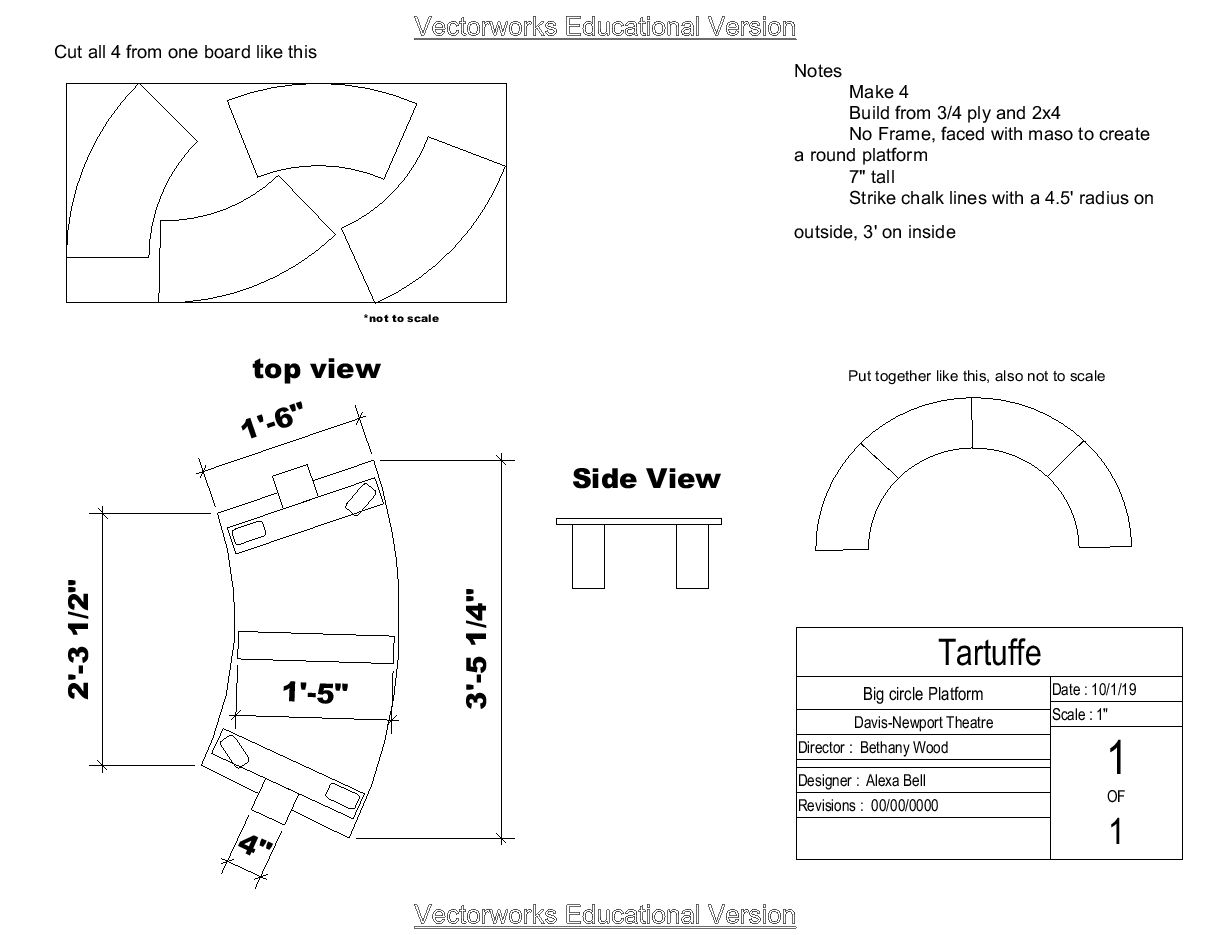 Vectorworks Educational Version
Cut all 4 from one board like this
Notes
Make 4
Build from 3/4 ply and 2x4
No Frame, faced with maso to create
a round platform
7" tall
Strike chalk lines with a 4.5' radius on
outside, 3' on inside
*not to scale
top view
1'-6"
2'-3 1/2"
3'-5 1/4"
1'-5"
4"
Side View
Put together like this, also not to scale
Tartuffe
Big circle Platform
Date : 10/1/19
Davis-Newport Theatre
Scale : 1"
Director : Bethany Wood
Designer : Alexa Bell
Revisions : 00/00/0000
1
OF
1
Vectorworks Educational Version